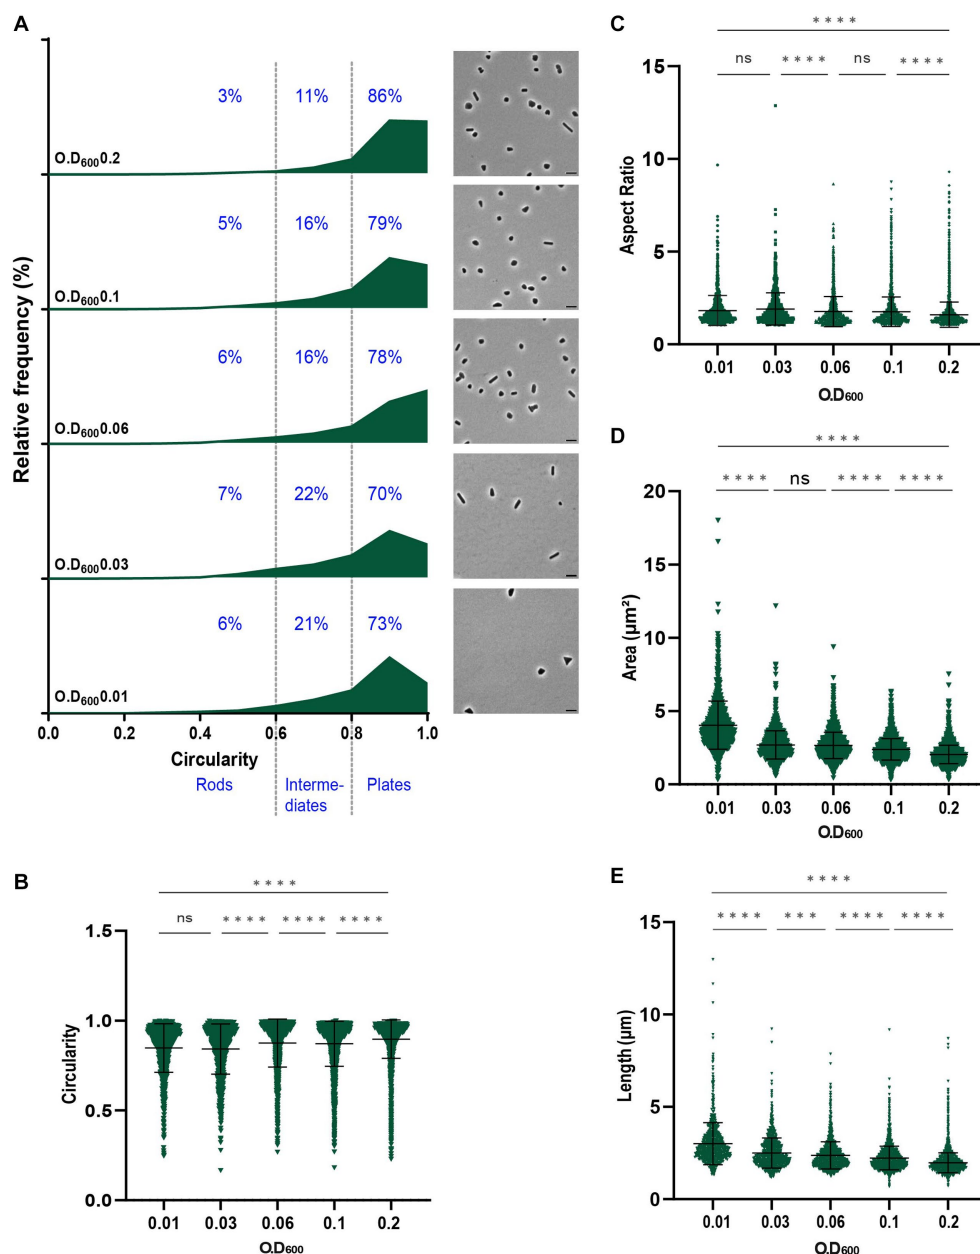 A
Relative frequency (%)
3% 11% 86%
O.D₆₀₀0.2
5% 16% 79%
O.D₆₀₀0.1
6% 16% 78%
O.D₆₀₀0.06
7% 22% 70%
O.D₆₀₀0.03
6% 21% 73%
O.D₆₀₀0.01
0.0 0.2 0.4 0.6 0.8 1.0
Circularity
Rods Interme- Plates
diates
B
****
ns **** **** ****
1.5
1.0
0.5
0.0
Circularity
0.01 0.03 0.06 0.1 0.2
O.D₆₀₀
C
****
ns **** ns ****
15
10
5
0
Aspect Ratio
0.01 0.03 0.06 0.1 0.2
O.D₆₀₀
D
****
**** ns **** ****
20
15
10
5
0
Area (µm²)
0.01 0.03 0.06 0.1 0.2
O.D₆₀₀
E
****
**** *** **** ****
15
10
5
0
Length (µm)
0.01 0.03 0.06 0.1 0.2
O.D₆₀₀